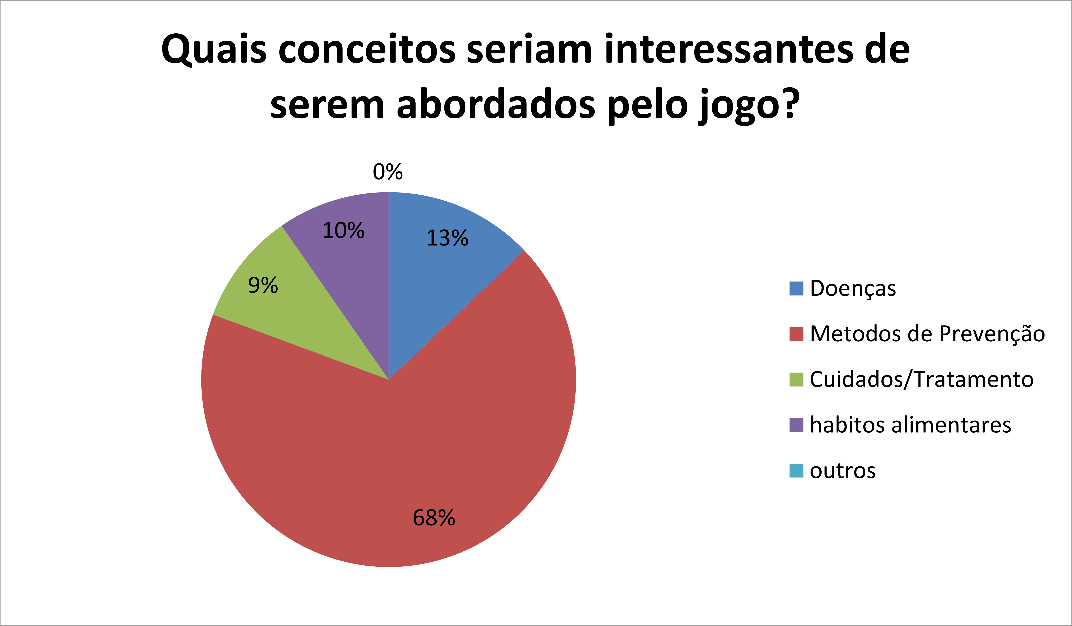 Quais conceitos seriam interessantes de
serem abordados pelo jogo?
0%
10%
13%
9%
68%
Doenças
Metodos de Prevenção
Cuidados/Tratamento
habitos alimentares
outros